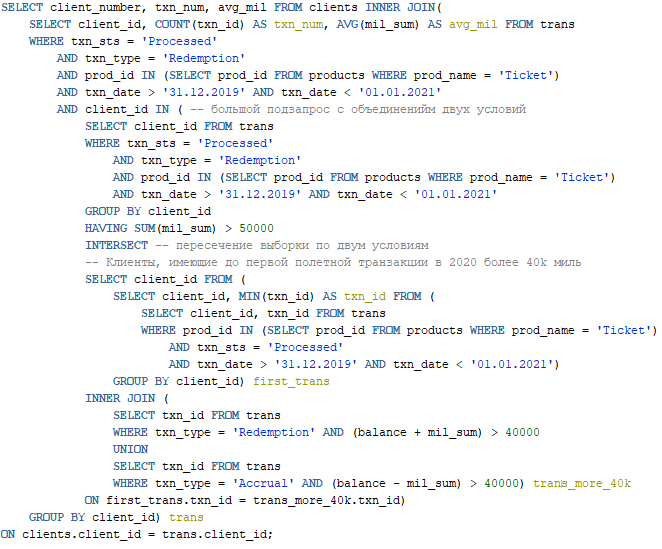 SELECT client_number, txn_num, avg_mil FROM clients INNER JOIN(
    SELECT client_id, COUNT(txn_id) AS txn_num, AVG(mil_sum) AS avg_mil FROM trans
    WHERE txn_sts = 'Processed'
        AND txn_type = 'Redemption'
        AND prod_id IN (SELECT prod_id FROM products WHERE prod_name = 'Ticket')
        AND txn_date > '31.12.2019' AND txn_date < '01.01.2021'
        AND client_id IN ( -- большой подзапрос с объединенийм двух условий
            SELECT client_id FROM trans
            WHERE txn_sts = 'Processed'
                AND txn_type = 'Redemption'
                AND prod_id IN (SELECT prod_id FROM products WHERE prod_name = 'Ticket')
                AND txn_date > '31.12.2019' AND txn_date < '01.01.2021'
            GROUP BY client_id
            HAVING SUM(mil_sum) > 50000
            INTERSECT -- пересечение выборки по двум условиям
            -- Клиенты, имеющие до первой полетной транзакции в 2020 более 40k миль
            SELECT client_id FROM (
                SELECT client_id, MIN(txn_id) AS txn_id FROM (
                    SELECT client_id, txn_id FROM trans
                    WHERE prod_id IN (SELECT prod_id FROM products WHERE prod_name = 'Ticket')
                        AND txn_sts = 'Processed'
                        AND txn_date > '31.12.2019' AND txn_date < '01.01.2021')
                GROUP BY client_id) first_trans
            INNER JOIN (
                SELECT txn_id FROM trans
                WHERE txn_type = 'Redemption' AND (balance + mil_sum) > 40000
                UNION
                SELECT txn_id FROM trans
                WHERE txn_type = 'Accrual' AND (balance - mil_sum) > 40000) trans_more_40k
            ON first_trans.txn_id = trans_more_40k.txn_id)
    GROUP BY client_id) trans
ON clients.client_id = trans.client_id;